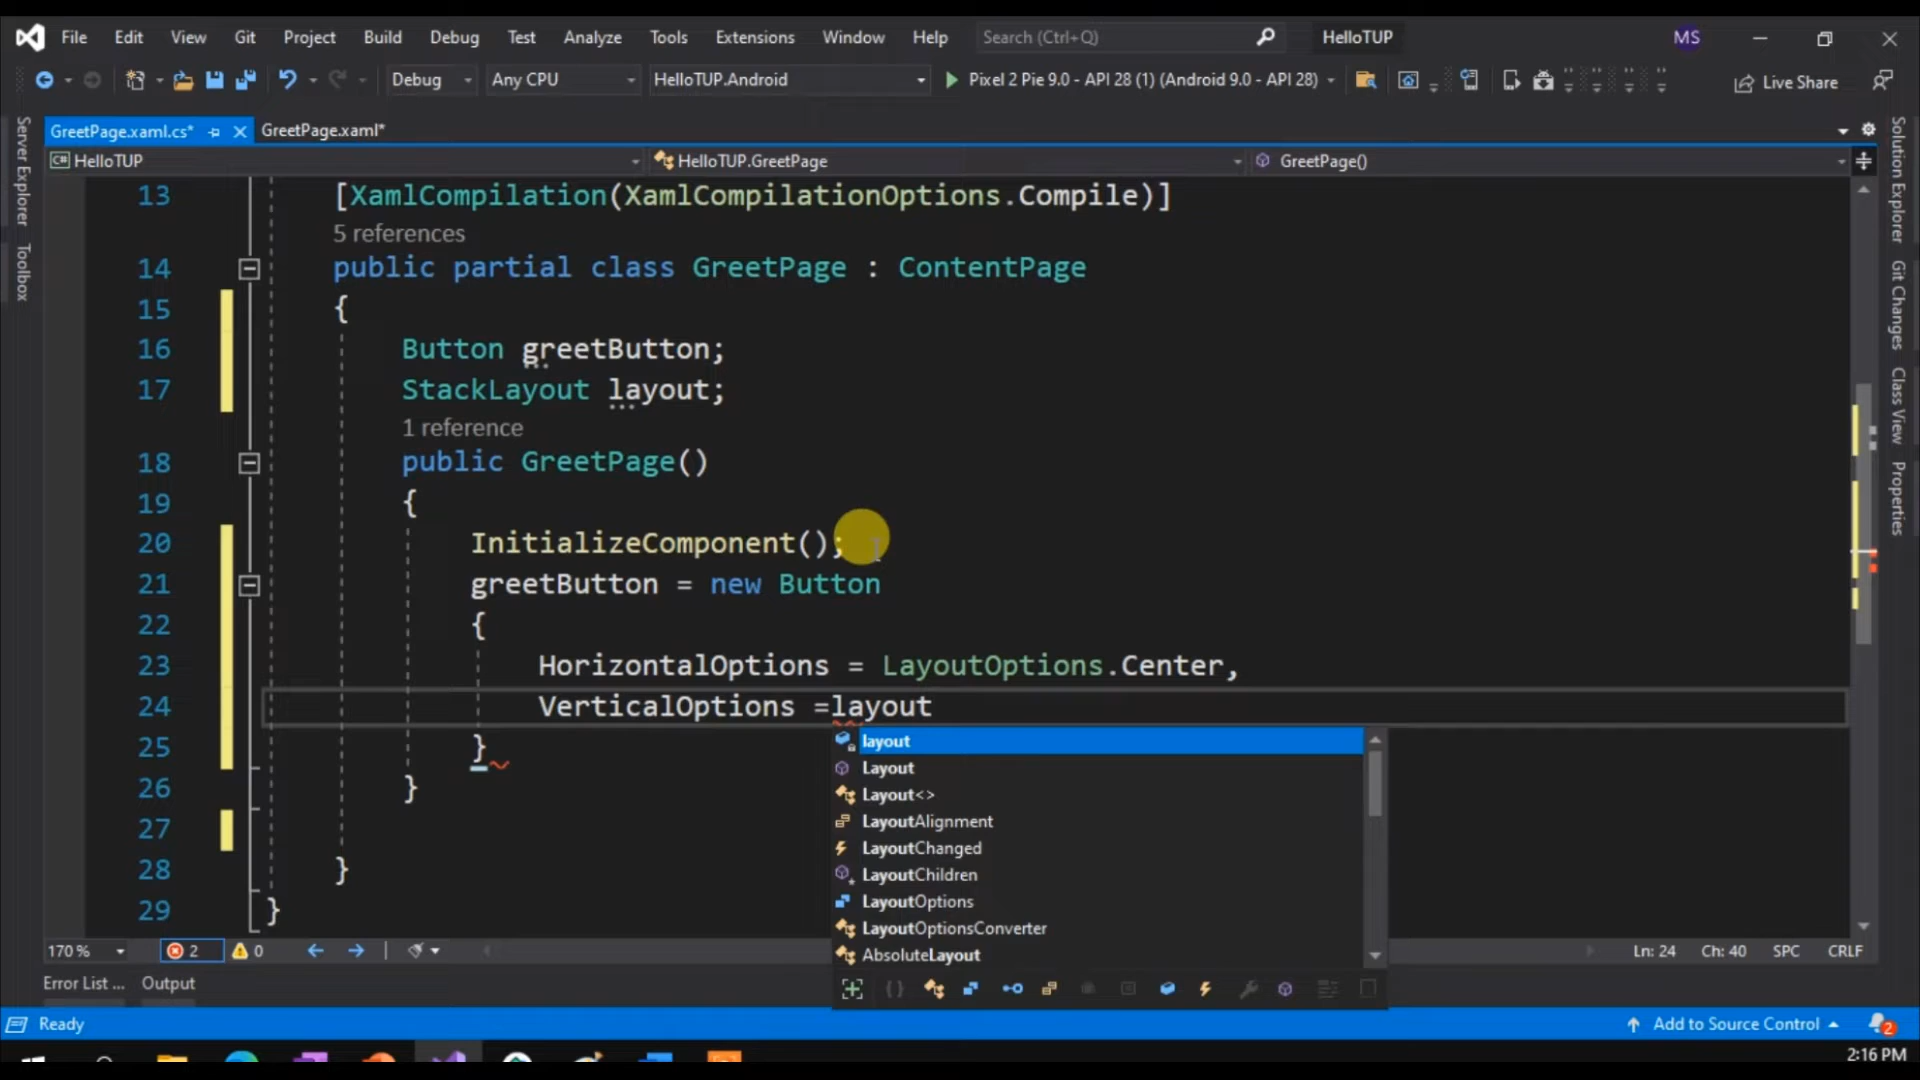 File Edit View Git Project Build Debug Test Analyze Tools Extensions Window Help Search (Ctrl+Q) HelloTUP MS
Debug Any CPU HelloTUP.Android Pixel 2 Pie 9.0 - API 28 (1) (Android 9.0 - API 28) Live Share
GreetPage.xaml.cs* GreetPage.xaml*
C# HelloTUP HelloTUP.GreetPage GreetPage()
Server Explorer
Toolbox
13 [XamlCompilation(XamlCompilationOptions.Compile)]
5 references
14 public partial class GreetPage : ContentPage
15 {
16 Button greetButton;
17 StackLayout layout;
1 reference
18 public GreetPage()
19 {
20 InitializeComponent();
21 greetButton = new Button
22 {
23 HorizontalOptions = LayoutOptions.Center,
24 VerticalOptions =layout
25 }
26 }
27
28 }
29 }
layout
Layout
Layout<>
LayoutAlignment
LayoutChanged
LayoutChildren
LayoutOptions
LayoutOptionsConverter
AbsoluteLayout
Solution Explorer
Git Changes
Class View
Properties
170 % 2 0 Ln: 24 Ch: 40 SPC CRLF
Error List ... Output
Ready Add to Source Control 2
2:16 PM